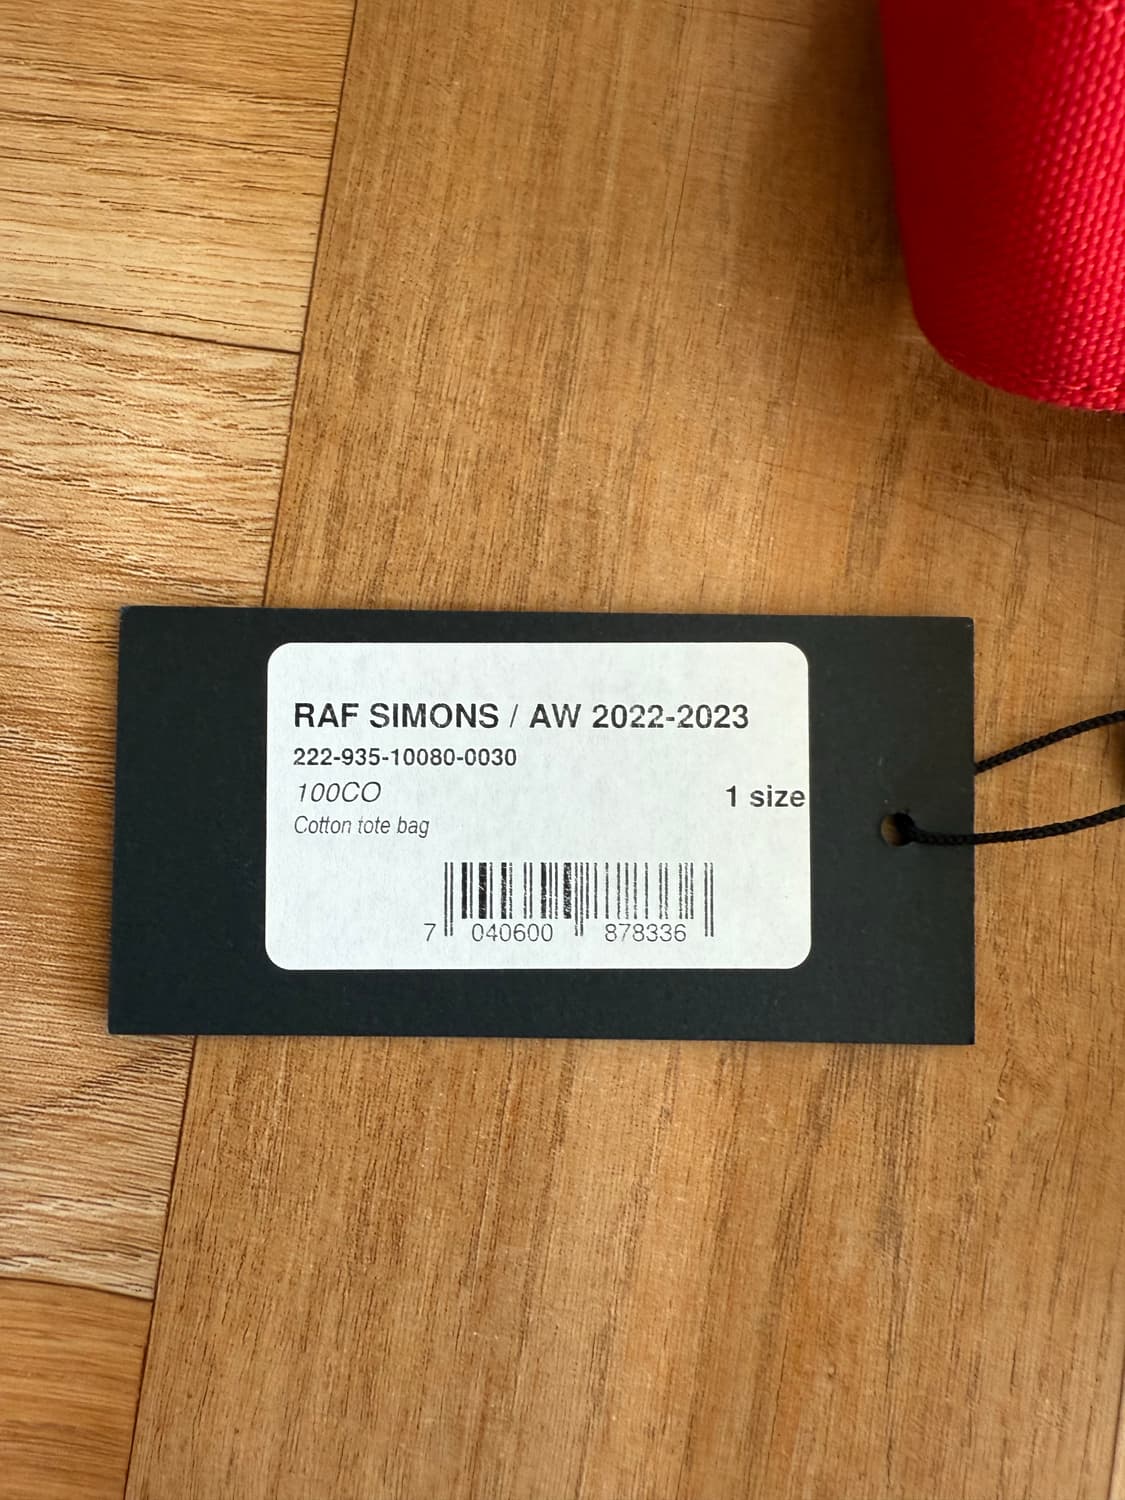 RAF SIMONS / AW 2022-2023
222-935-10080-0030
100CO
1 size
Cotton tote bag
7 040600 878336